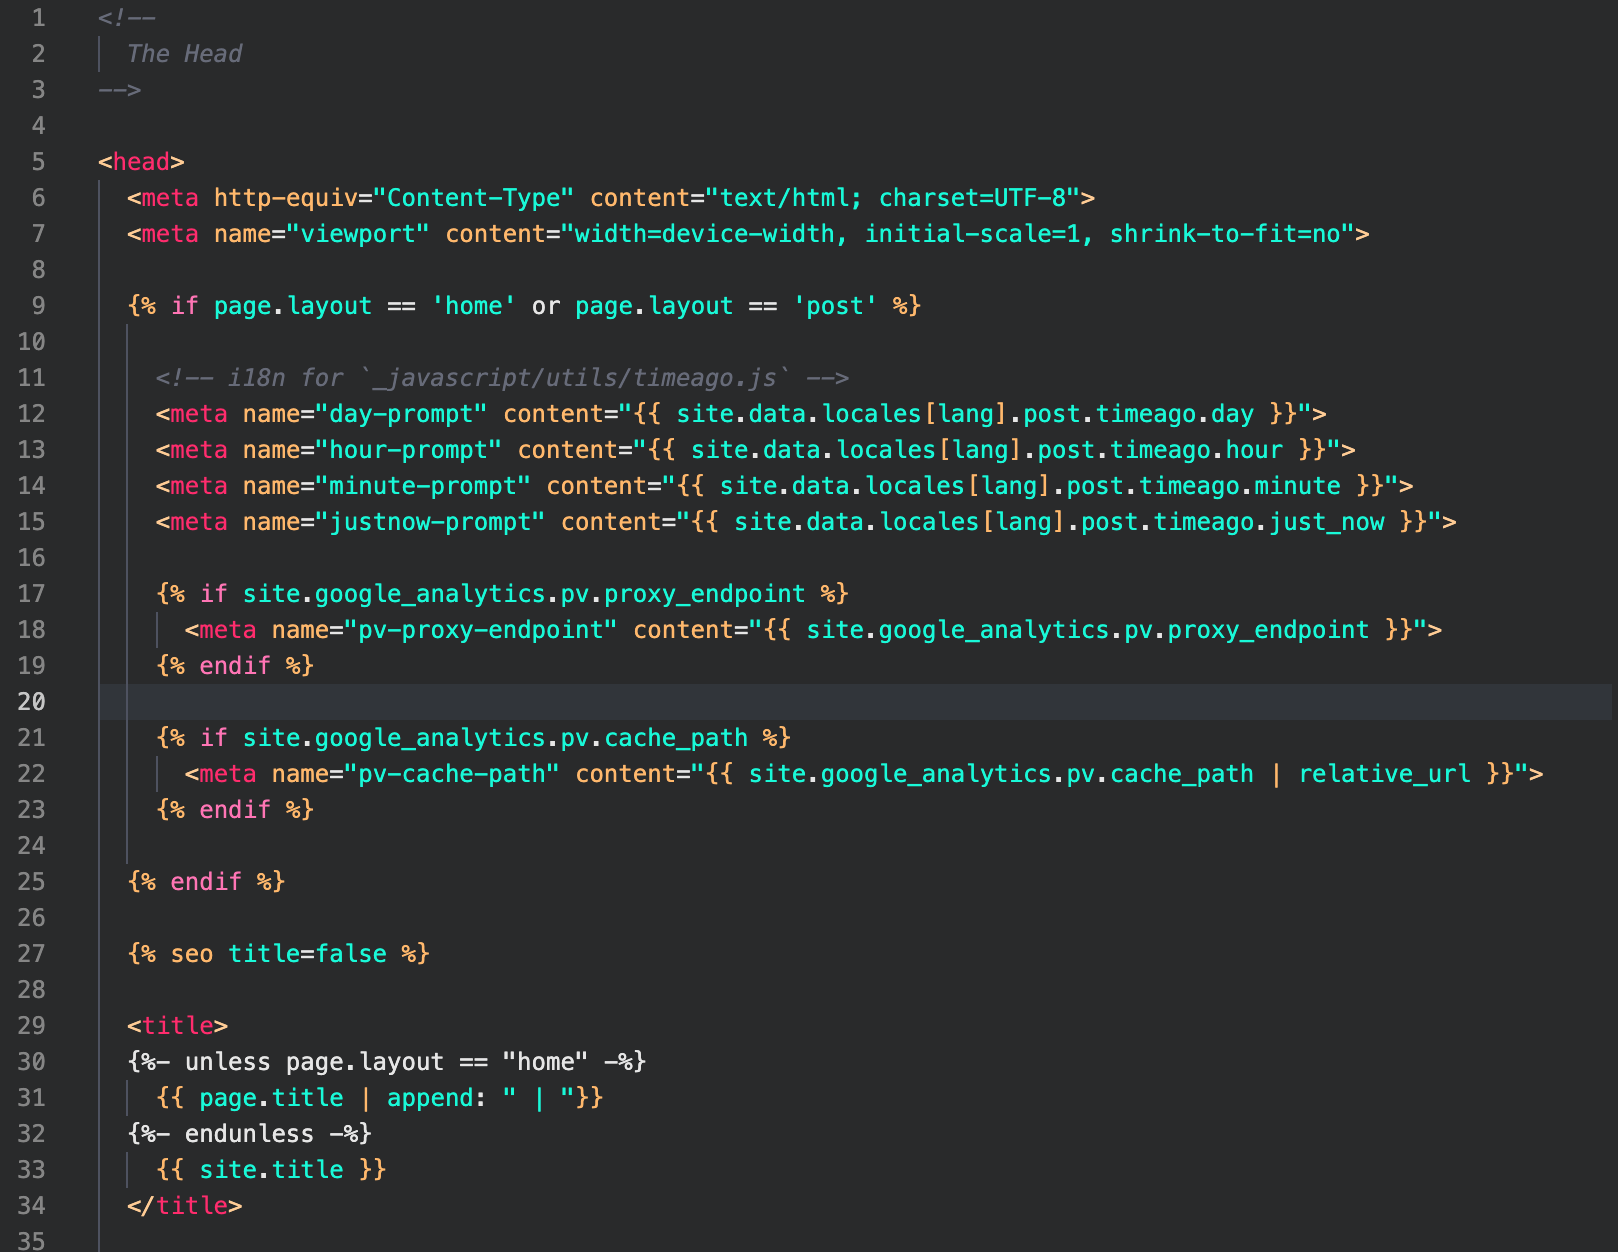 1 <!--
2   The Head
3 -->
4
5 <head>
6   <meta http-equiv="Content-Type" content="text/html; charset=UTF-8">
7   <meta name="viewport" content="width=device-width, initial-scale=1, shrink-to-fit=no">
8
9   {% if page.layout == 'home' or page.layout == 'post' %}
10
11     <!-- i18n for `_javascript/utils/timeago.js` -->
12     <meta name="day-prompt" content="{{ site.data.locales[lang].post.timeago.day }}">
13     <meta name="hour-prompt" content="{{ site.data.locales[lang].post.timeago.hour }}">
14     <meta name="minute-prompt" content="{{ site.data.locales[lang].post.timeago.minute }}">
15     <meta name="justnow-prompt" content="{{ site.data.locales[lang].post.timeago.just_now }}">
16
17     {% if site.google_analytics.pv.proxy_endpoint %}
18       <meta name="pv-proxy-endpoint" content="{{ site.google_analytics.pv.proxy_endpoint }}">
19     {% endif %}
20
21     {% if site.google_analytics.pv.cache_path %}
22       <meta name="pv-cache-path" content="{{ site.google_analytics.pv.cache_path | relative_url }}">
23     {% endif %}
24
25   {% endif %}
26
27   {% seo title=false %}
28
29   <title>
30   {%- unless page.layout == "home" -%}
31     {{ page.title | append: " | "}}
32   {%- endunless -%}
33     {{ site.title }}
34   </title>
35